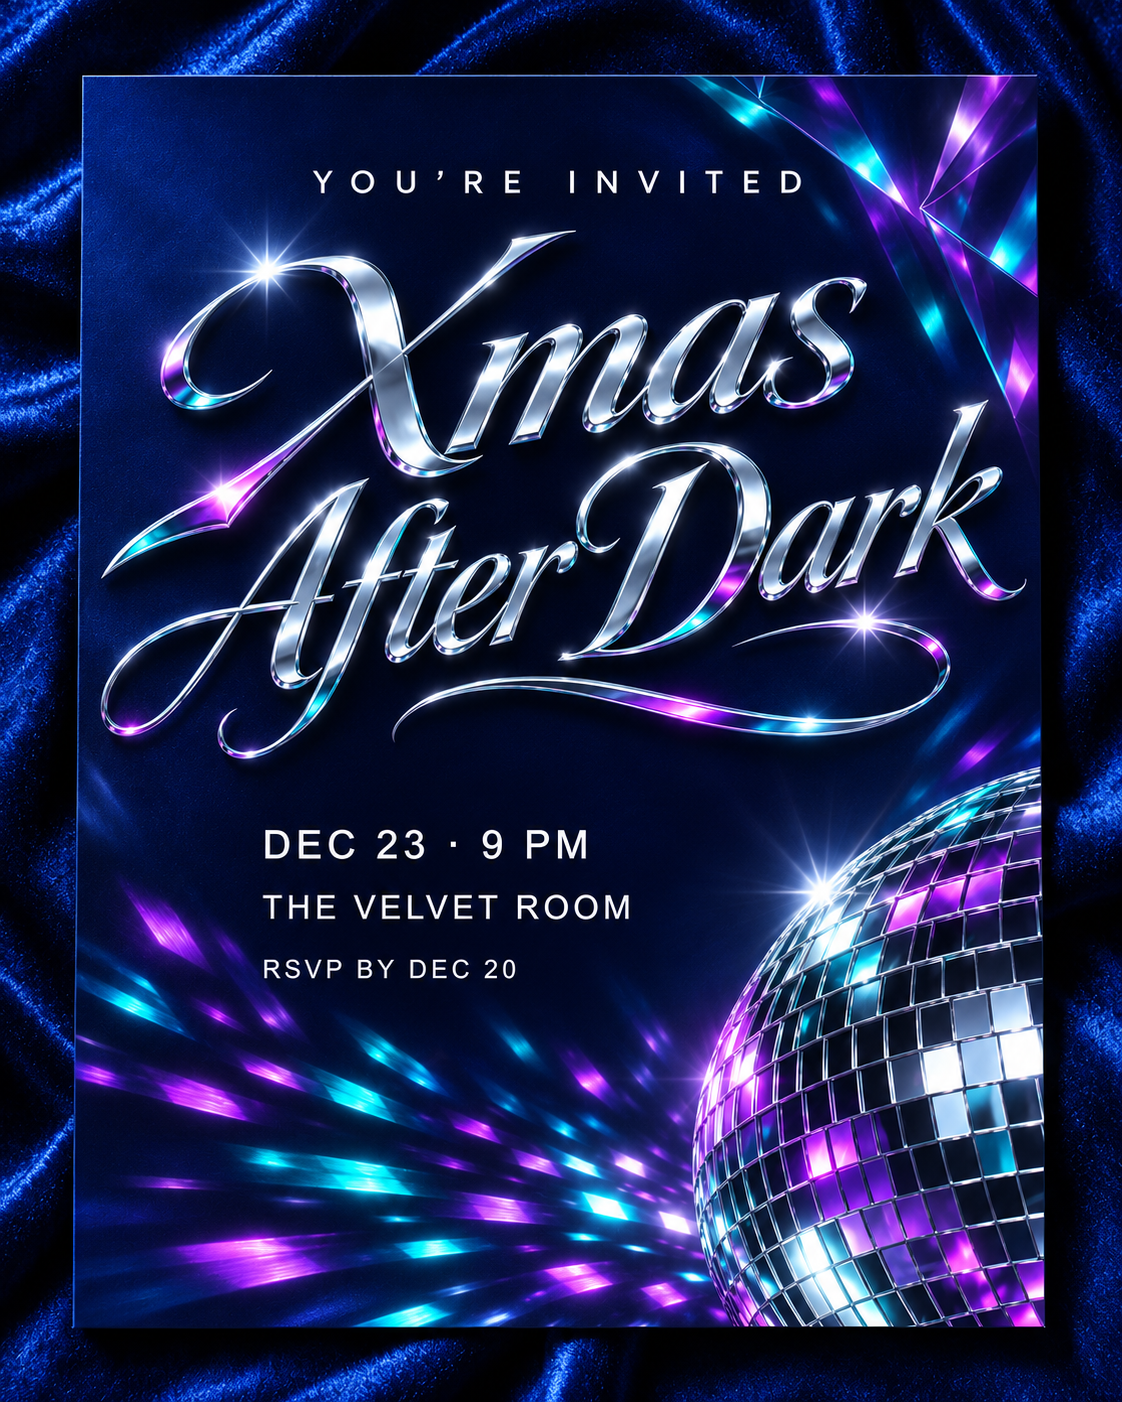 YOU’RE INVITED
Xmas
After Dark
DEC 23 · 9 PM
THE VELVET ROOM
RSVP BY DEC 20